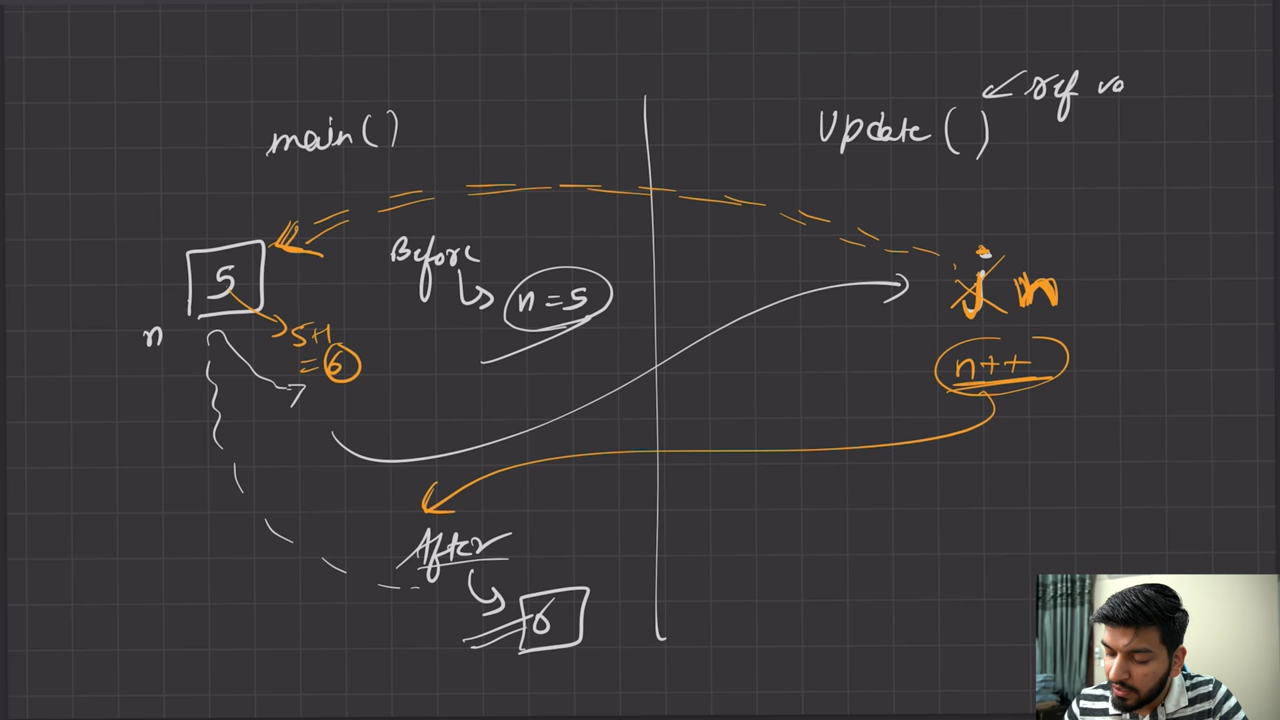 main()
Update()
ref va
Before
n = 5
5
n
5+1
= 6
n
n++
After
6